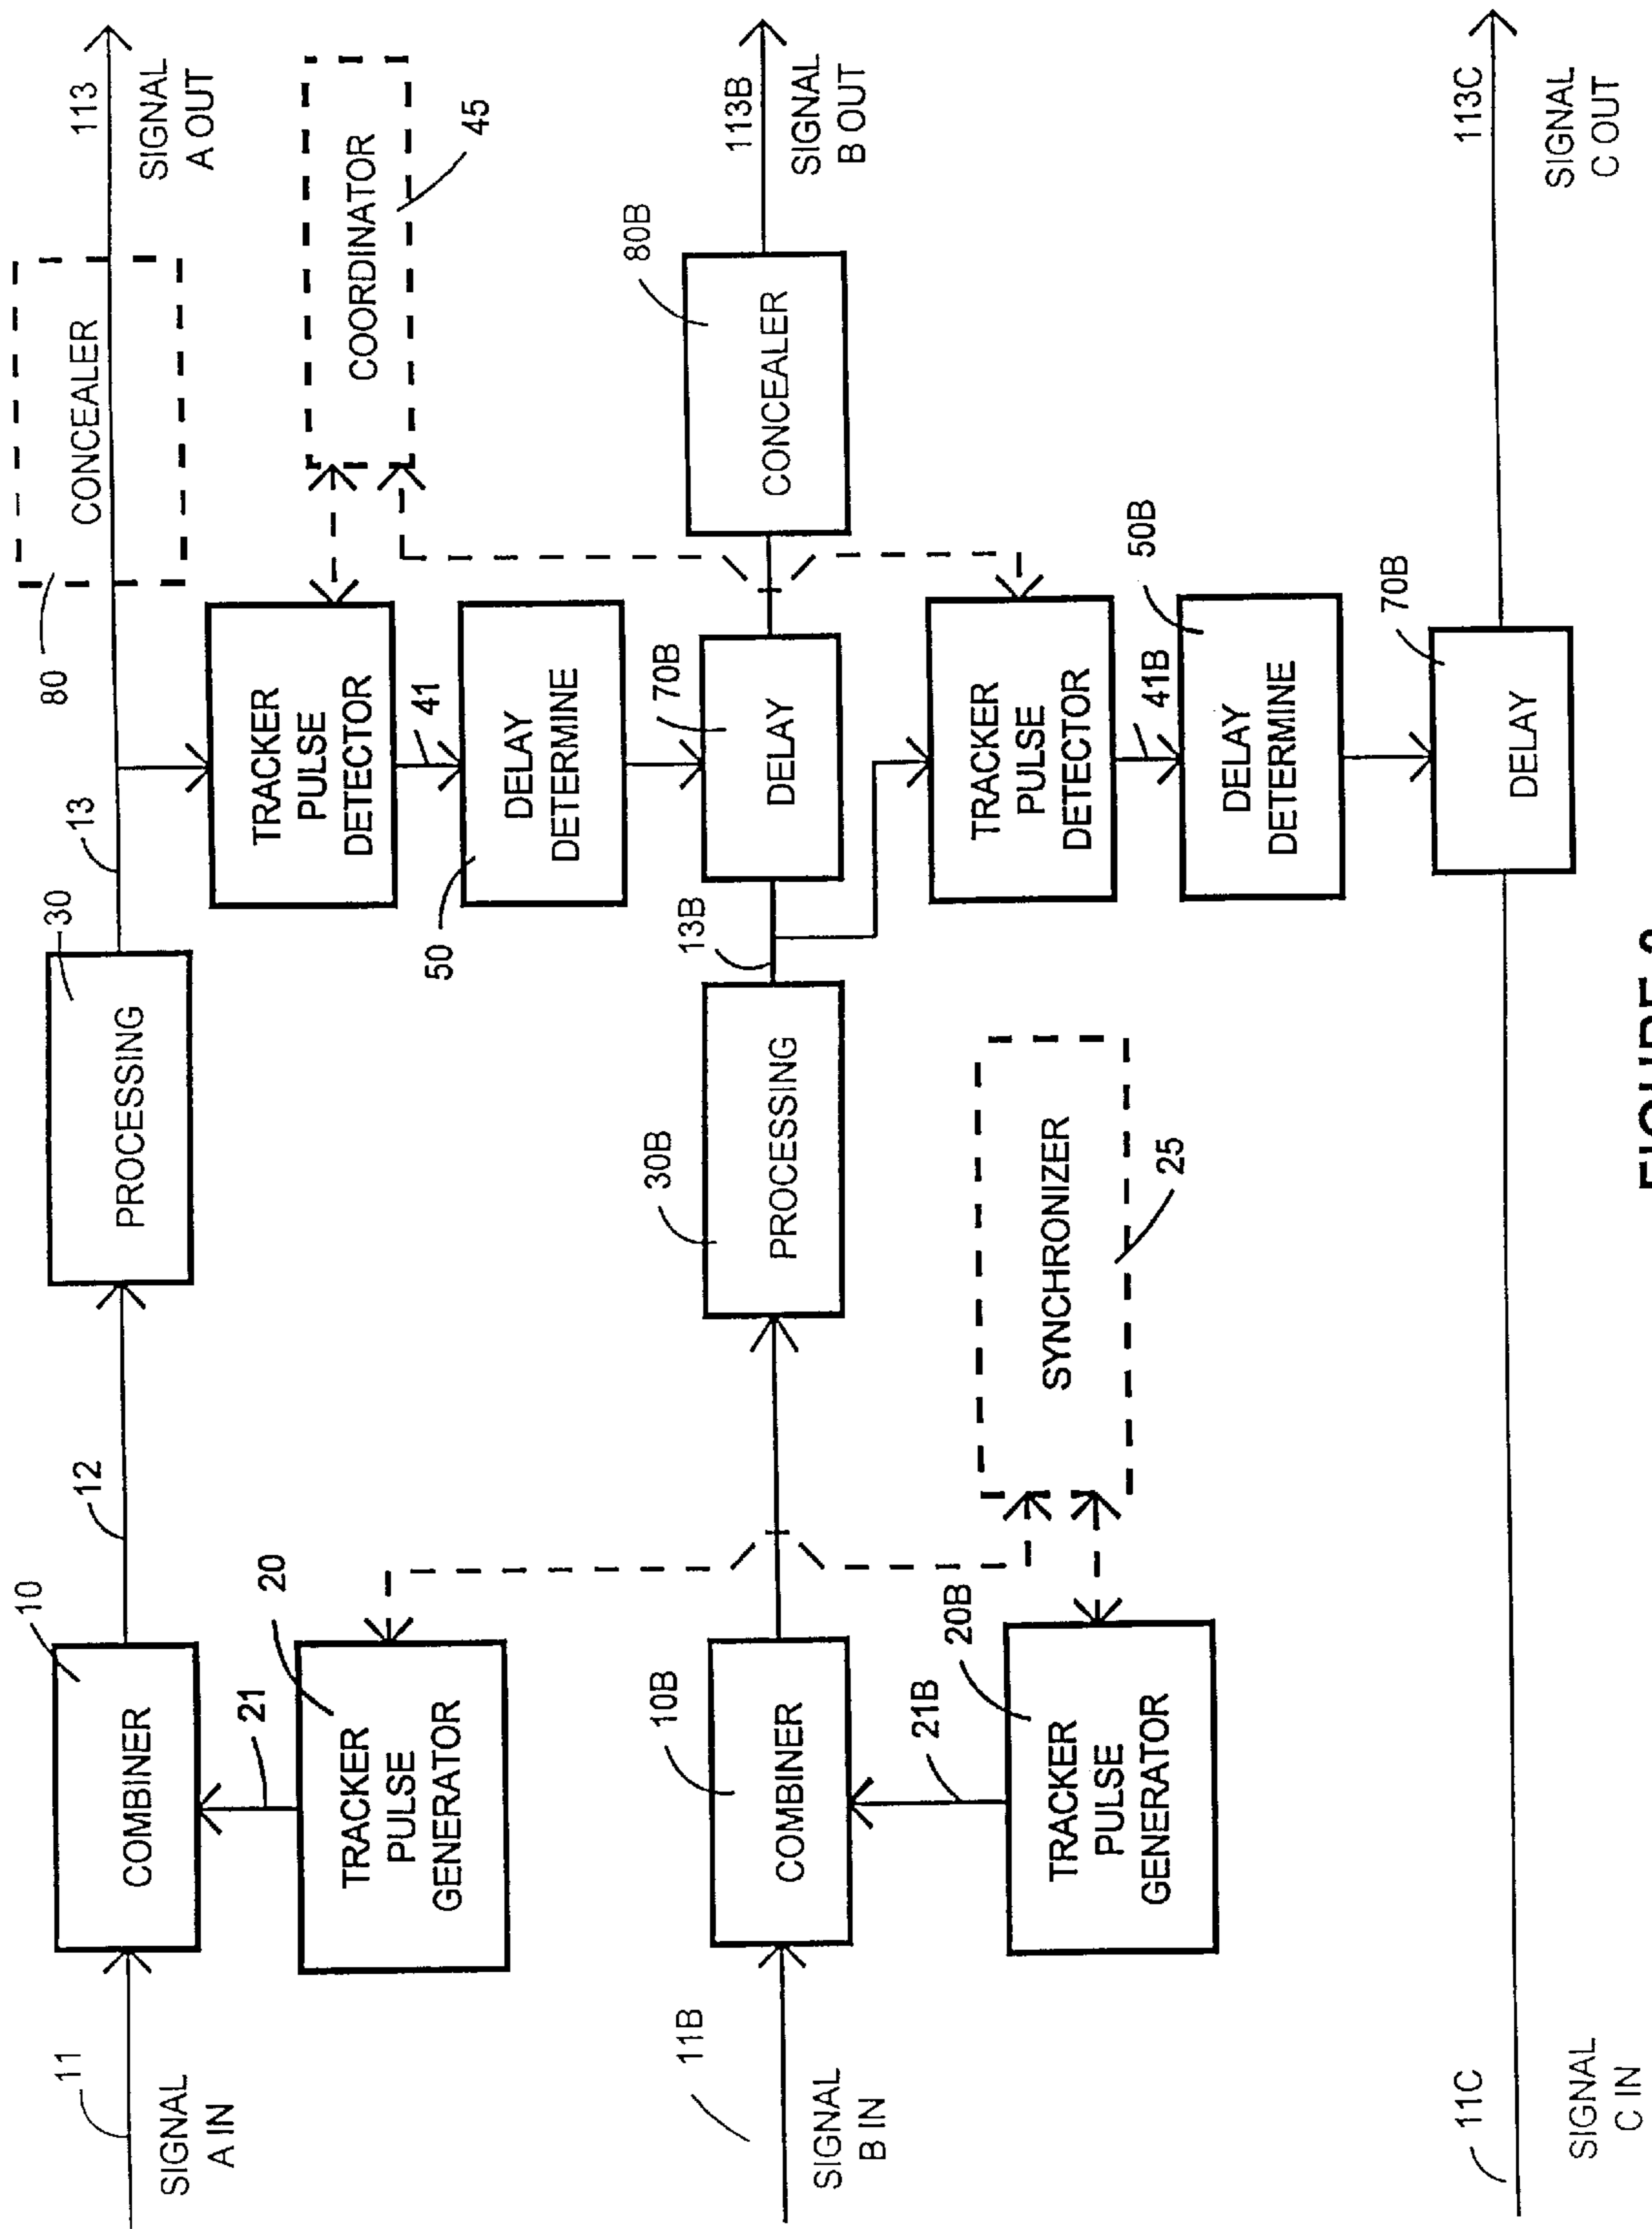 11
SIGNAL
A IN
COMBINER
10
12
21
20
TRACKER
PULSE
GENERATOR
PROCESSING
30
13
80
CONCEALER
113
SIGNAL
A OUT
TRACKER
PULSE
DETECTOR
COORDINATOR
45
41
50
DELAY
DETERMINE
11B
SIGNAL
B IN
10B
COMBINER
21B
20B
TRACKER
PULSE
GENERATOR
30B
PROCESSING
13B
70B
DELAY
80B
CONCEALER
113B
SIGNAL
B OUT
SYNCHRONIZER
25
TRACKER
PULSE
DETECTOR
41B
50B
DELAY
DETERMINE
11C
SIGNAL
C IN
70B
DELAY
113C
SIGNAL
C OUT
FIGURE